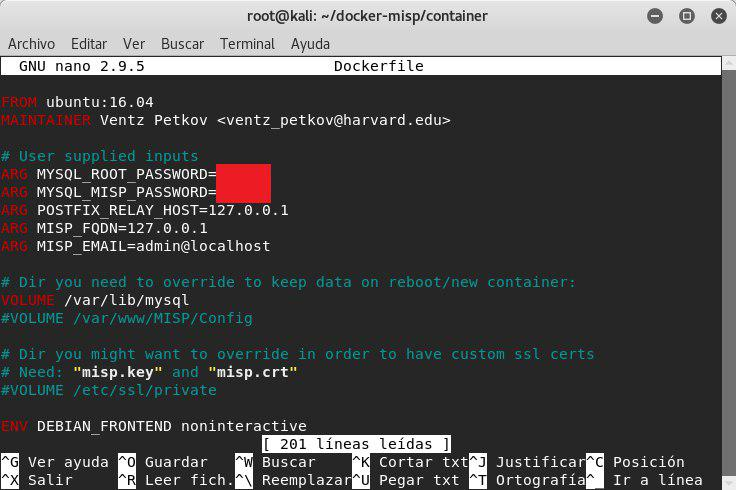 root@kali: ~/docker-misp/container
Archivo Editar Ver Buscar Terminal Ayuda
GNU nano 2.9.5 Dockerfile
FROM ubuntu:16.04
MAINTAINER Ventz Petkov <ventz_petkov@harvard.edu>
# User supplied inputs
ARG MYSQL_ROOT_PASSWORD=
ARG MYSQL_MISP_PASSWORD=
ARG POSTFIX_RELAY_HOST=127.0.0.1
ARG MISP_FQDN=127.0.0.1
ARG MISP_EMAIL=admin@localhost
# Dir you need to override to keep data on reboot/new container:
VOLUME /var/lib/mysql
#VOLUME /var/www/MISP/Config
# Dir you might want to override in order to have custom ssl certs
# Need: "misp.key" and "misp.crt"
#VOLUME /etc/ssl/private
ENV DEBIAN_FRONTEND noninteractive
[ 201 líneas leídas ]
^G Ver ayuda ^O Guardar ^W Buscar ^K Cortar txt ^J Justificar ^C Posición
^X Salir ^R Leer fich. ^\ Reemplazar ^U Pegar txt ^T Ortografía ^_ Ir a línea